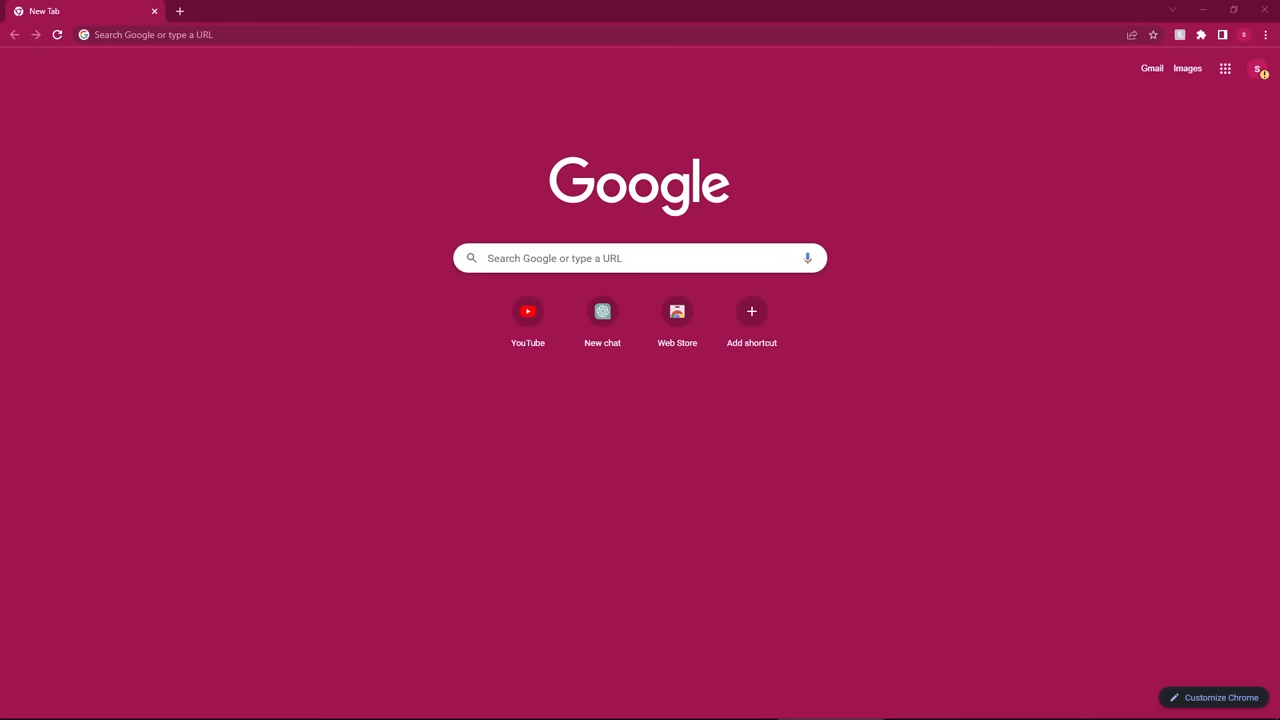 New Tab
Search Google or type a URL
S
Gmail Images
S
Google
Search Google or type a URL
YouTube New chat Web Store Add shortcut
Customize Chrome